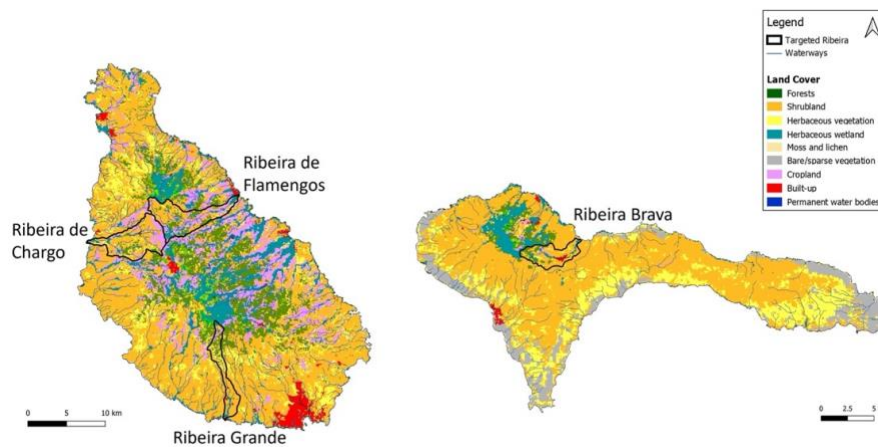 Legend
Targeted Ribeira
Waterways
Land Cover
Forests
Shrubland
Herbaceous vegetation
Herbaceous wetland
Moss and lichen
Bare/sparse vegetation
Cropland
Built-up
Permanent water bodies
Ribeira de
Flamengos
Ribeira de
Chargo
Ribeira Grande
0 5 10 km
Ribeira Brava
0 2.5 5